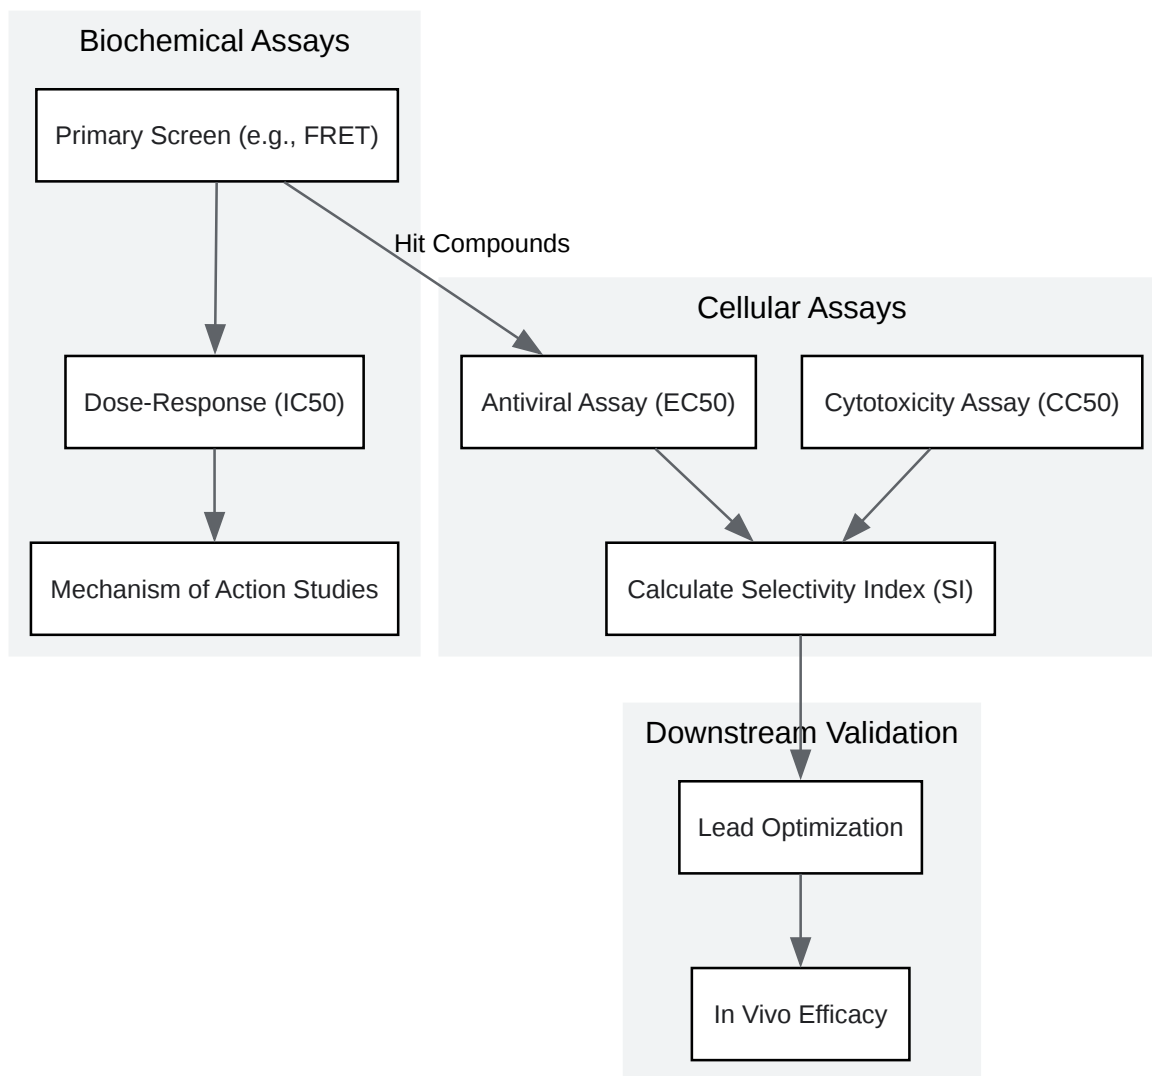 Biochemical Assays
Primary Screen (e.g., FRET)
Hit Compounds
Cellular Assays
Dose-Response (IC50)
Antiviral Assay (EC50)
Cytotoxicity Assay (CC50)
Mechanism of Action Studies
Calculate Selectivity Index (SI)
Downstream Validation
Lead Optimization
In Vivo Efficacy